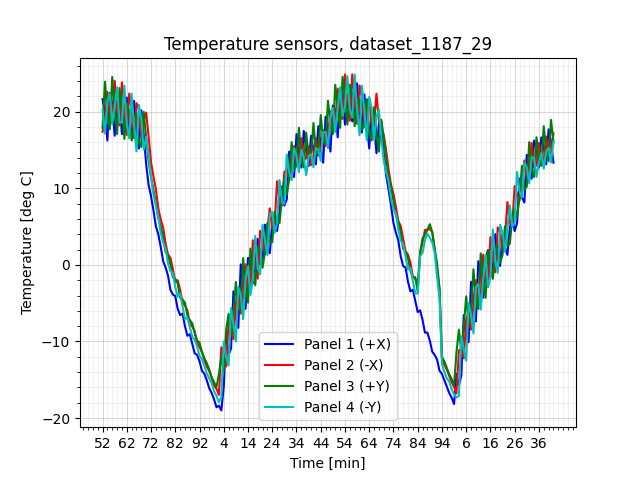 Temperature sensors, dataset_1187_29
Temperature [deg C]
20
10
0
−10
−20
Panel 1 (+X)
Panel 2 (-X)
Panel 3 (+Y)
Panel 4 (-Y)
52 62 72 82 92 4 14 24 34 44 54 64 74 84 94 6 16 26 36
Time [min]